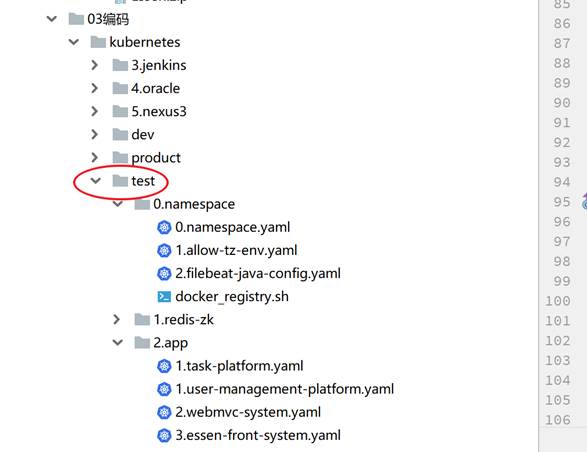 03编码
kubernetes
3.jenkins
4.oracle
5.nexus3
dev
product
test
0.namespace
0.namespace.yaml
1.allow-tz-env.yaml
2.filebeat-java-config.yaml
docker_registry.sh
1.redis-zk
2.app
1.task-platform.yaml
1.user-management-platform.yaml
2.webmvc-system.yaml
3.essen-front-system.yaml
85
86
87
88
89
90
91
92
93
94
95
96
97
98
99
100
101
102
103
104
105
106